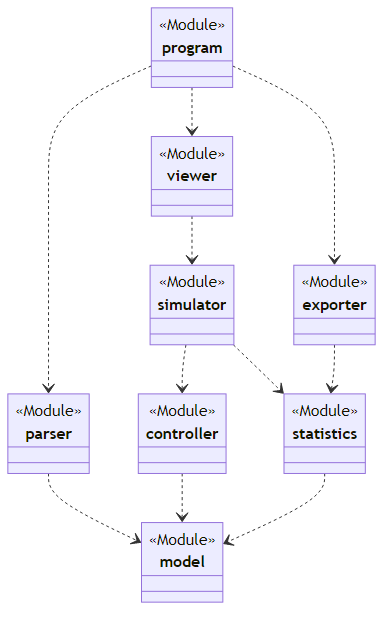 «Module»
program
«Module»
viewer
«Module»
simulator
«Module»
exporter
«Module»
parser
«Module»
controller
«Module»
statistics
«Module»
model